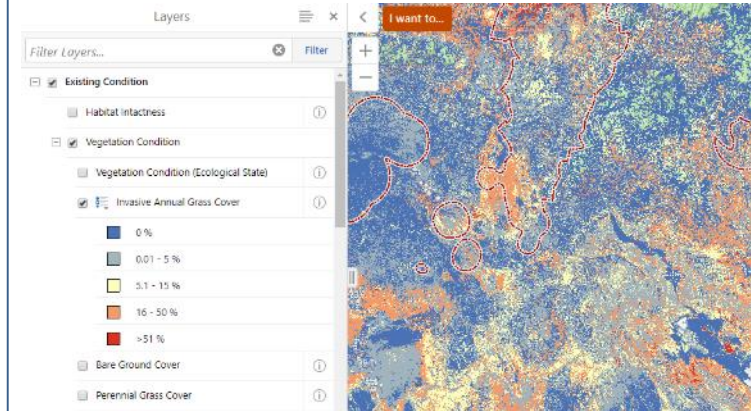 Layers
I want to...
Filter Layers...
Filter
Existing Condition
Habitat Intactness
Vegetation Condition
Vegetation Condition (Ecological State)
Invasive Annual Grass Cover
0 %
0.01 - 5 %
5.1 - 15 %
16 - 50 %
>51 %
Bare Ground Cover
Perennial Grass Cover